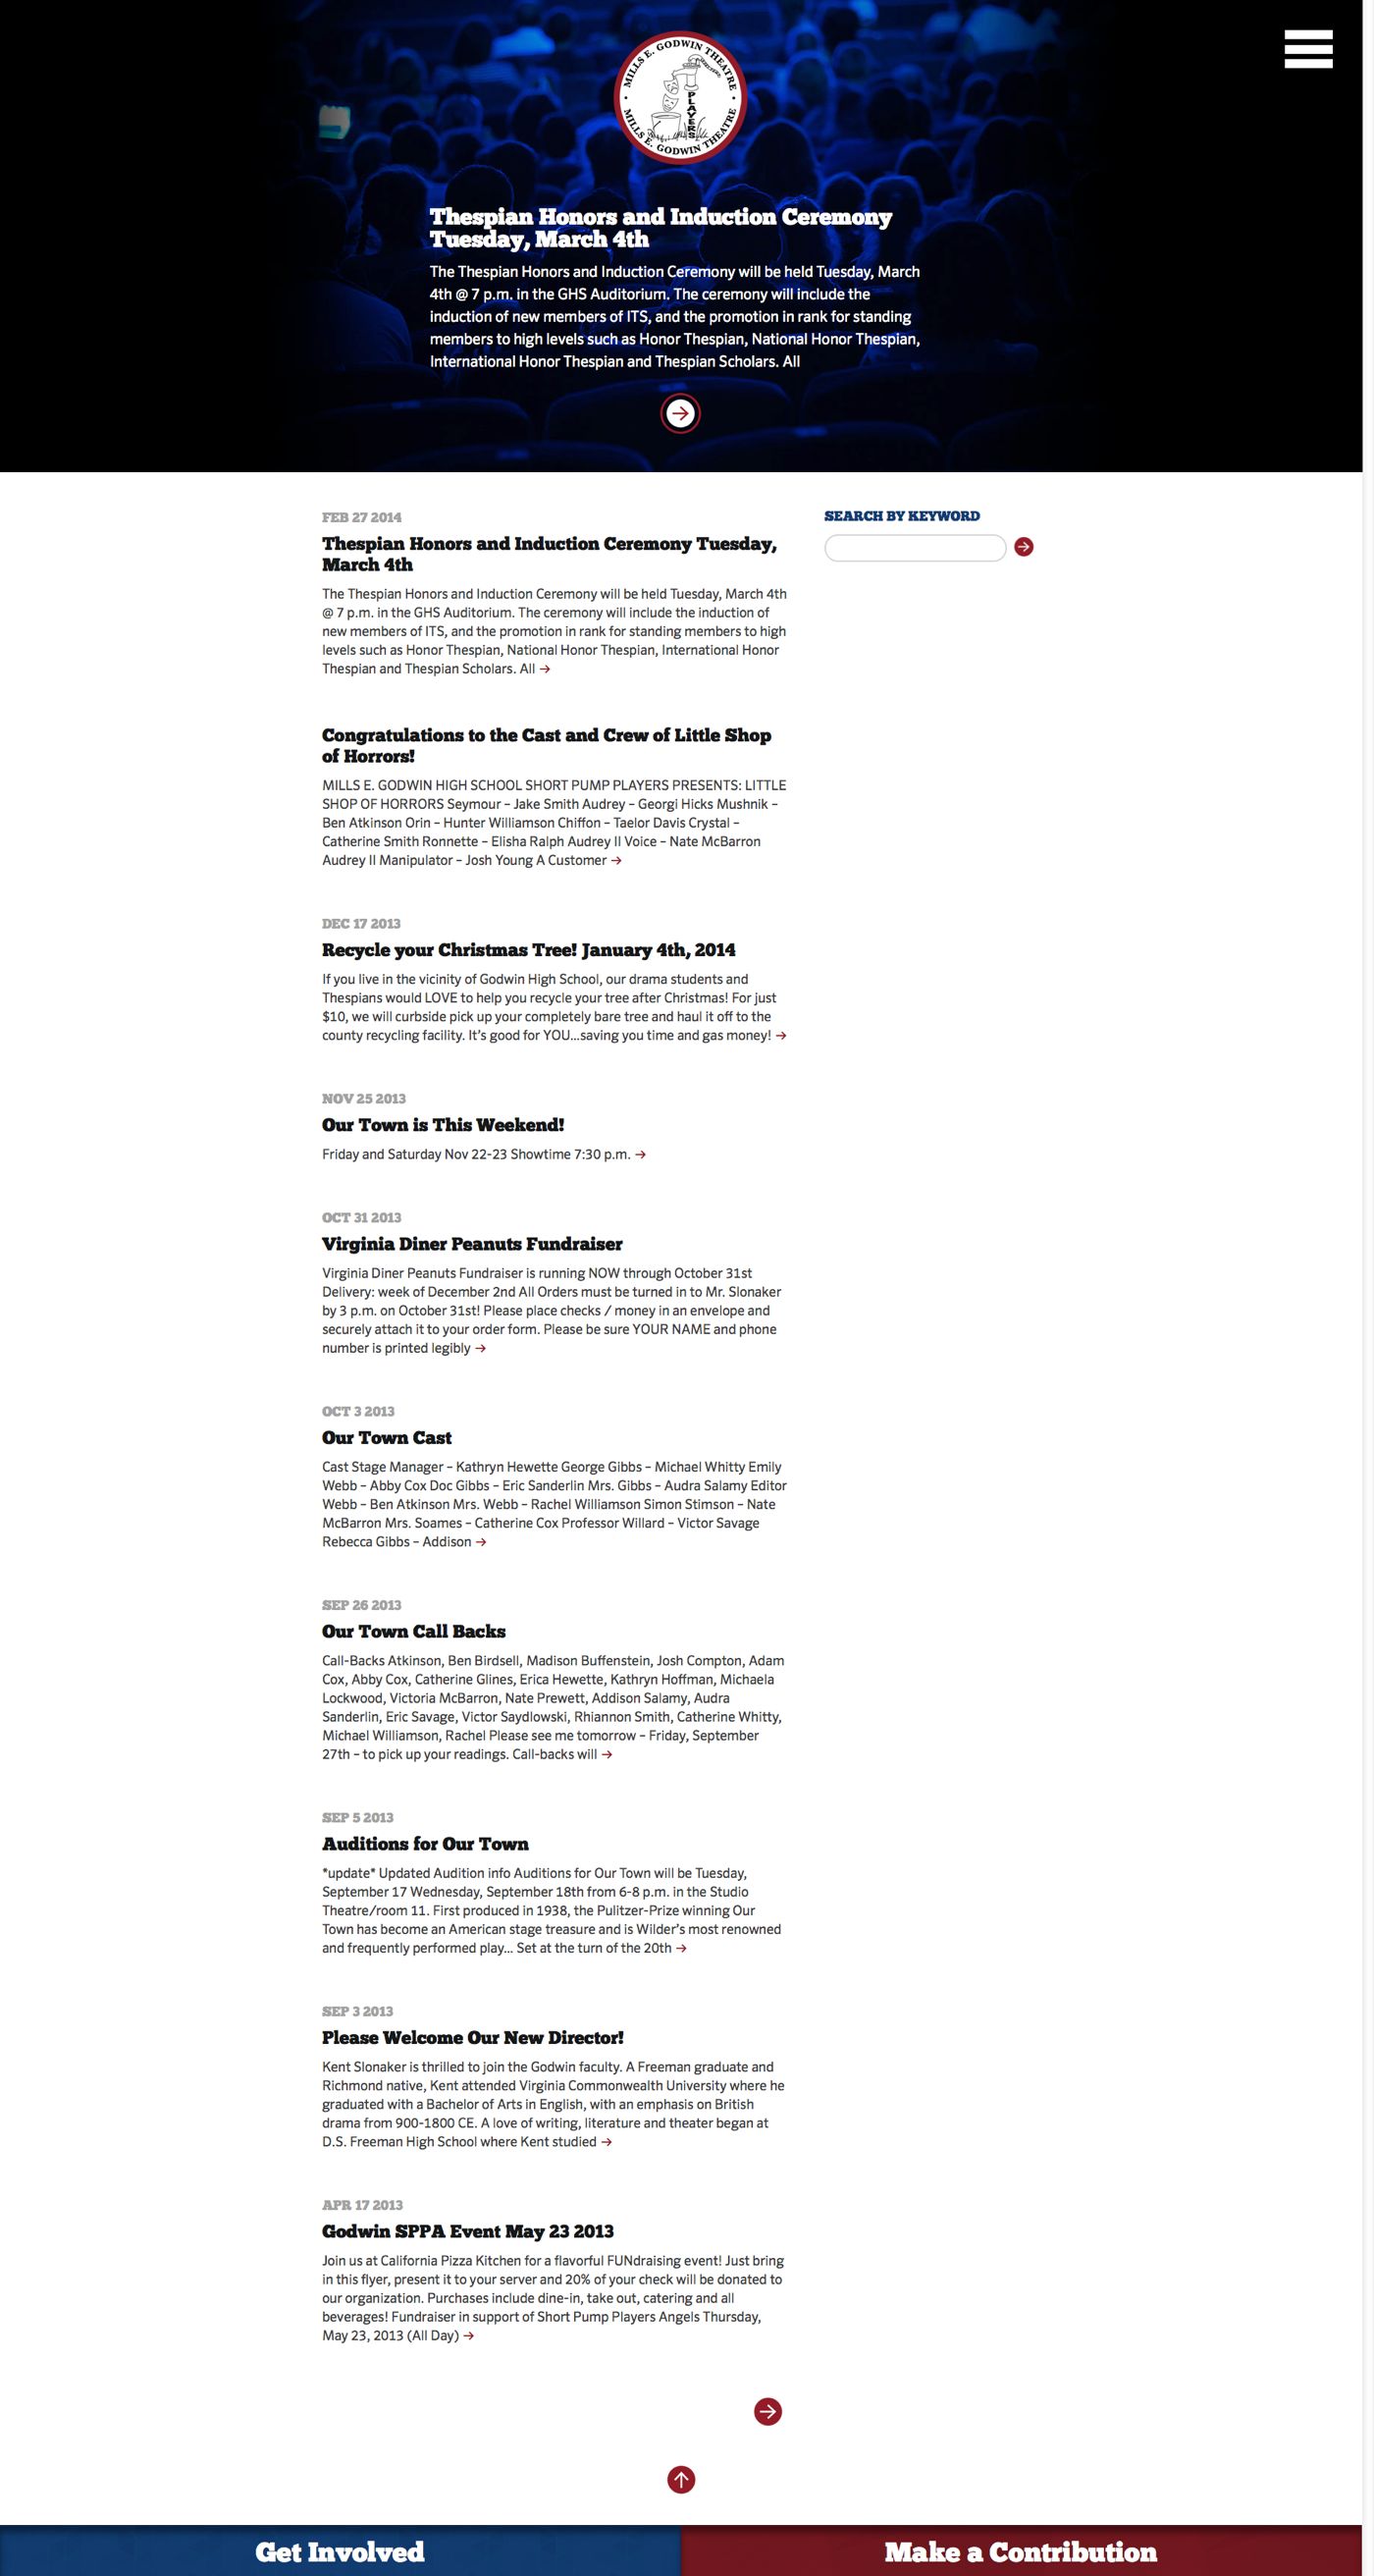 MILLS E. GODWIN THEATRE
PLAYERS
MILLS E. GODWIN THEATRE
Thespian Honors and Induction Ceremony
Tuesday, March 4th
The Thespian Honors and Induction Ceremony will be held Tuesday, March
4th @ 7 p.m. in the GHS Auditorium. The ceremony will include the
induction of new members of ITS, and the promotion in rank for standing
members to high levels such as Honor Thespian, National Honor Thespian,
International Honor Thespian and Thespian Scholars. All
FEB 27 2014
Thespian Honors and Induction Ceremony Tuesday,
March 4th
The Thespian Honors and Induction Ceremony will be held Tuesday, March 4th
@ 7 p.m. in the GHS Auditorium. The ceremony will include the induction of
new members of ITS, and the promotion in rank for standing members to high
levels such as Honor Thespian, National Honor Thespian, International Honor
Thespian and Thespian Scholars. All →
Congratulations to the Cast and Crew of Little Shop
of Horrors!
MILLS E. GODWIN HIGH SCHOOL SHORT PUMP PLAYERS PRESENTS: LITTLE
SHOP OF HORRORS Seymour – Jake Smith Audrey – Georgi Hicks Mushnik –
Ben Atkinson Orin – Hunter Williamson Chiffon – Taelor Davis Crystal –
Catherine Smith Ronnette – Elisha Ralph Audrey II Voice – Nate McBarron
Audrey II Manipulator – Josh Young A Customer →
DEC 17 2013
Recycle your Christmas Tree! January 4th, 2014
If you live in the vicinity of Godwin High School, our drama students and
Thespians would LOVE to help you recycle your tree after Christmas! For just
$10, we will curbside pick up your completely bare tree and haul it off to the
county recycling facility. It's good for YOU...saving you time and gas money! →
NOV 25 2013
Our Town is This Weekend!
Friday and Saturday Nov 22-23 Showtime 7:30 p.m. →
OCT 31 2013
Virginia Diner Peanuts Fundraiser
Virginia Diner Peanuts Fundraiser is running NOW through October 31st
Delivery: week of December 2nd All Orders must be turned in to Mr. Slonaker
by 3 p.m. on October 31st! Please place checks / money in an envelope and
securely attach it to your order form. Please be sure YOUR NAME and phone
number is printed legibly →
OCT 3 2013
Our Town Cast
Cast Stage Manager – Kathryn Hewette George Gibbs – Michael Whitty Emily
Webb – Abby Cox Doc Gibbs – Eric Sanderlin Mrs. Gibbs – Audra Salamy Editor
Webb – Ben Atkinson Mrs. Webb – Rachel Williamson Simon Stimson – Nate
McBarron Mrs. Soames – Catherine Cox Professor Willard – Victor Savage
Rebecca Gibbs – Addison →
SEP 26 2013
Our Town Call Backs
Call-Backs Atkinson, Ben Birdsell, Madison Buffenstein, Josh Compton, Adam
Cox, Abby Cox, Catherine Glines, Erica Hewette, Kathryn Hoffman, Michaela
Lockwood, Victoria McBarron, Nate Prewett, Addison Salamy, Audra
Sanderlin, Eric Savage, Victor Saydlowski, Rhiannon Smith, Catherine Whitty,
Michael Williamson, Rachel Please see me tomorrow – Friday, September
27th – to pick up your readings. Call-backs will →
SEP 5 2013
Auditions for Our Town
*update* Updated Audition info Auditions for Our Town will be Tuesday,
September 17 Wednesday, September 18th from 6-8 p.m. in the Studio
Theatre/room 11. First produced in 1938, the Pulitzer-Prize winning Our
Town has become an American stage treasure and is Wilder's most renowned
and frequently performed play... Set at the turn of the 20th →
SEP 3 2013
Please Welcome Our New Director!
Kent Slonaker is thrilled to join the Godwin faculty. A Freeman graduate and
Richmond native, Kent attended Virginia Commonwealth University where he
graduated with a Bachelor of Arts in English, with an emphasis on British
drama from 900-1800 CE. A love of writing, literature and theater began at
D.S. Freeman High School where Kent studied →
APR 17 2013
Godwin SPPA Event May 23 2013
Join us at California Pizza Kitchen for a flavorful FUNdraising event! Just bring
in this flyer, present it to your server and 20% of your check will be donated to
our organization. Purchases include dine-in, take out, catering and all
beverages! Fundraiser in support of Short Pump Players Angels Thursday,
May 23, 2013 (All Day) →
SEARCH BY KEYWORD
Get Involved
Make a Contribution